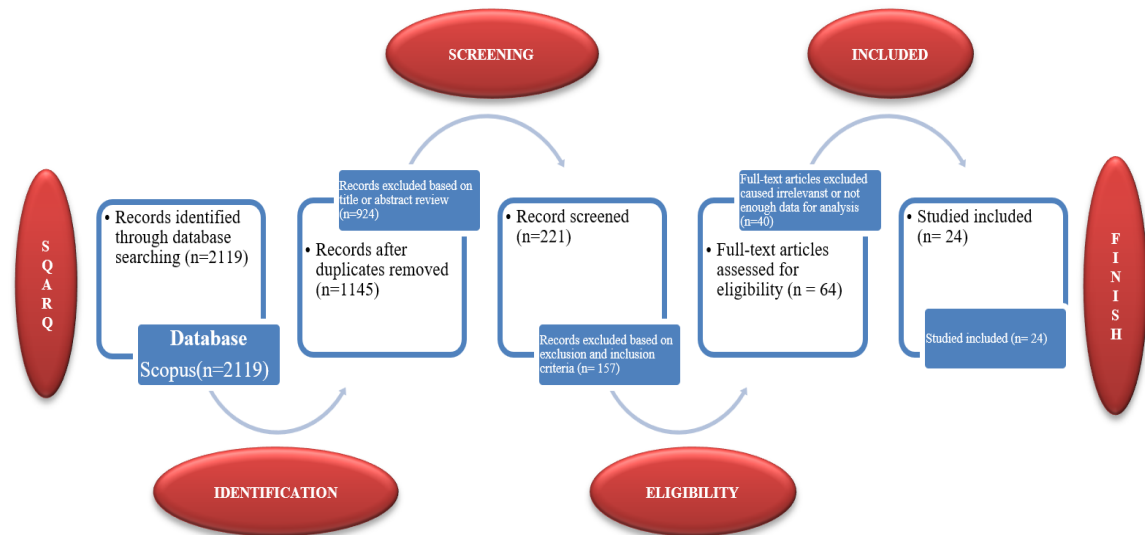 SCREENING
INCLUDED
S
Q
A
R
Q
• Records identified
through database
searching (n=2119)
Database
Scopus(n=2119)
Records excluded based on
title or abstract review
(n=924)
• Records after
duplicates removed
(n=1145)
• Record screened
(n=221)
Records excluded based on
exclusion and inclusion
criteria (n= 157)
Full-text articles excluded
caused irrelevanst or not
enough data for analysis
(n=40)
• Full-text articles
assessed for
eligibility (n = 64)
• Studied included
(n= 24)
Studied included (n= 24)
F
I
N
I
S
H
IDENTIFICATION
ELIGIBILITY